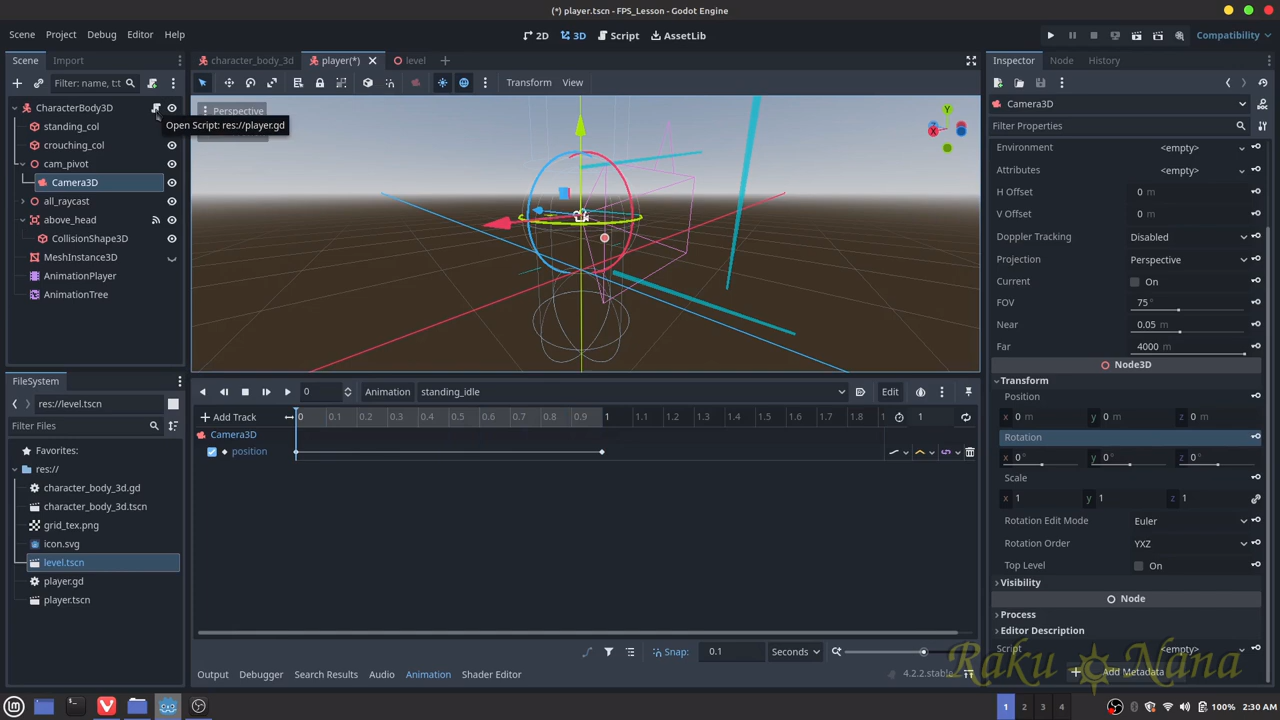 (*) player.tscn - FPS_Lesson - Godot Engine
Scene Project Debug Editor Help
2D 3D Script AssetLib
Compatibility
Scene Import
character_body_3d player(*) level
Inspector Node History
Filter: name, t:t
Transform View
CharacterBody3D
standing_col
crouching_col
cam_pivot
Camera3D
all_raycast
above_head
CollisionShape3D
MeshInstance3D
AnimationPlayer
AnimationTree
Open Script: res://player.gd
Perspective
Y
X
Z
Camera3D
Filter Properties
Environment <empty>
Attributes <empty>
H Offset 0 m
V Offset 0 m
Doppler Tracking Disabled
Projection Perspective
Current On
FOV 75 °
Near 0.05 m
Far 4000 m
Node3D
Transform
Position
x 0 m y 0 m z 0 m
Rotation
x 0° y 0° z 0°
Scale
x 1 y 1 z 1
Rotation Edit Mode Euler
Rotation Order YXZ
Top Level On
Visibility
Node
Process
Editor Description
Script <empty>
Add Metadata
FileSystem
res://level.tscn
Filter Files
Favorites:
res://
character_body_3d.gd
character_body_3d.tscn
grid_tex.png
icon.svg
level.tscn
player.gd
player.tscn
0 Animation standing_idle Edit
Add Track 0 0.1 0.2 0.3 0.4 0.5 0.6 0.7 0.8 0.9 1 1.1 1.2 1.3 1.4 1.5 1.6 1.7 1.8 1
Camera3D
position
Snap: 0.1 Seconds
Output Debugger Search Results Audio Animation Shader Editor 4.2.2.stable
Raku Nana
1 2 3 4 100% 2:30 AM